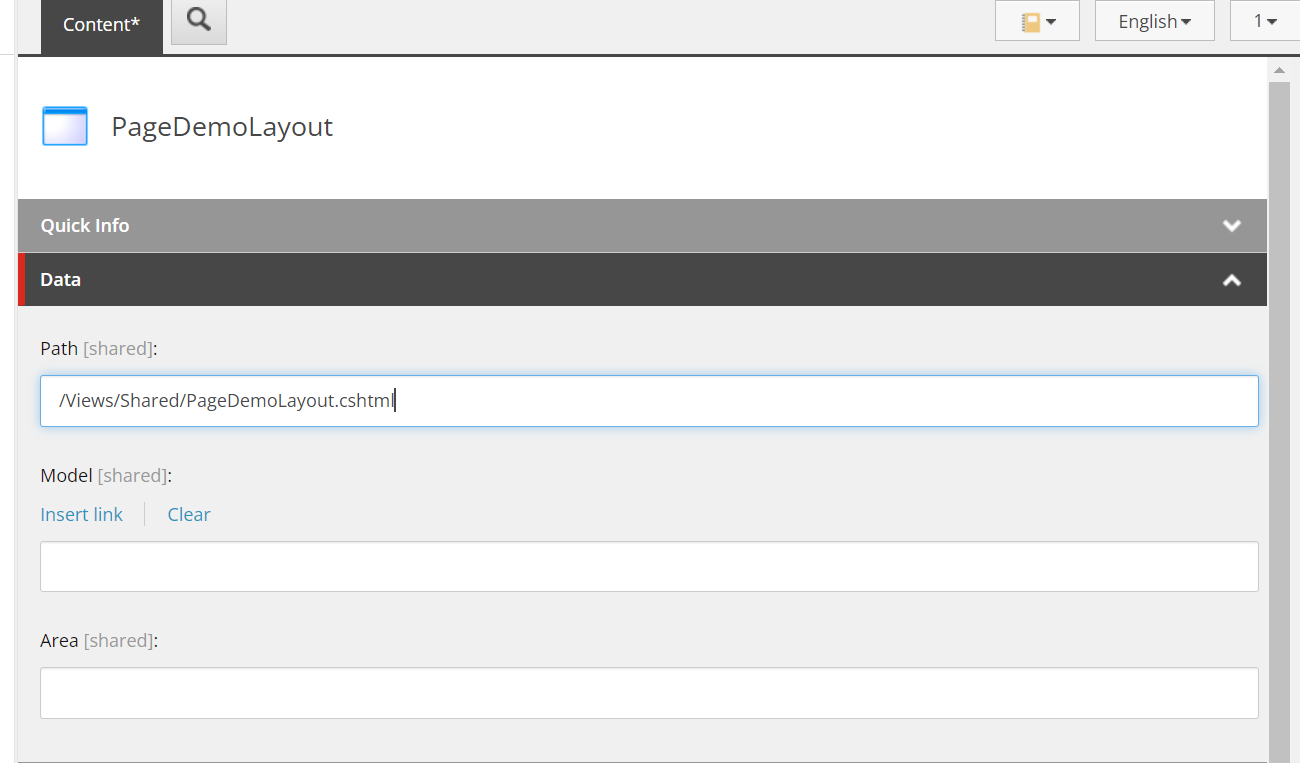 Content*
English
1
PageDemoLayout
Quick Info
Data
Path [shared]:
/Views/Shared/PageDemoLayout.cshtml
Model [shared]:
Insert link Clear
Area [shared]: